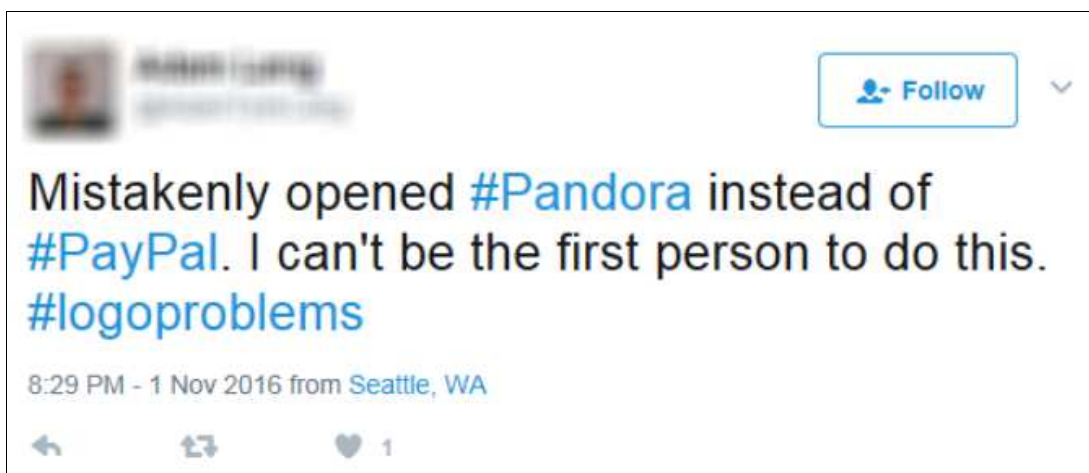 Follow
Mistakenly opened #Pandora instead of
#PayPal. I can't be the first person to do this.
#logoproblems
8:29 PM - 1 Nov 2016 from Seattle, WA
1